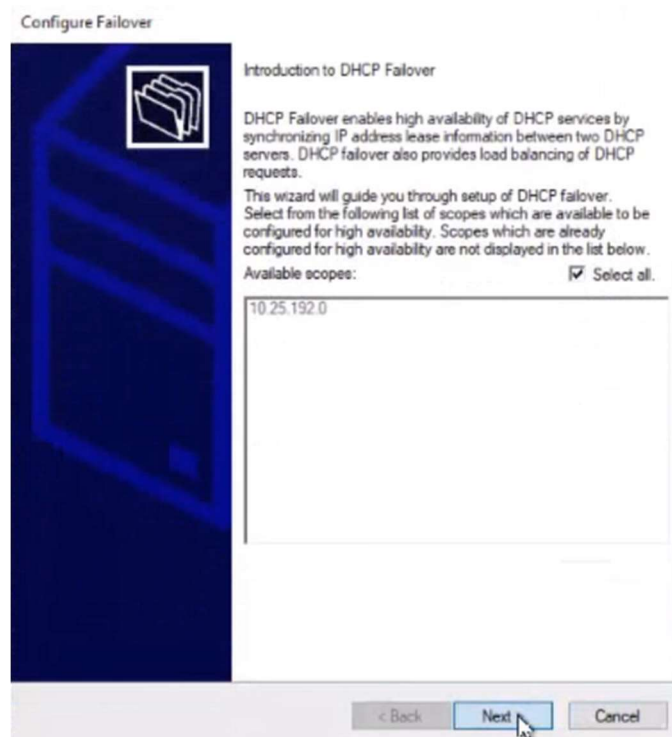 Configure Failover
Introduction to DHCP Failover
DHCP Failover enables high availability of DHCP services by
synchronizing IP address lease information between two DHCP
servers. DHCP failover also provides load balancing of DHCP
requests.
This wizard will guide you through setup of DHCP failover.
Select from the following list of scopes which are available to be
configured for high availability. Scopes which are already
configured for high availability are not displayed in the list below.
Available scopes:
Select all.
10.25.192.0
< Back
Next
Cancel